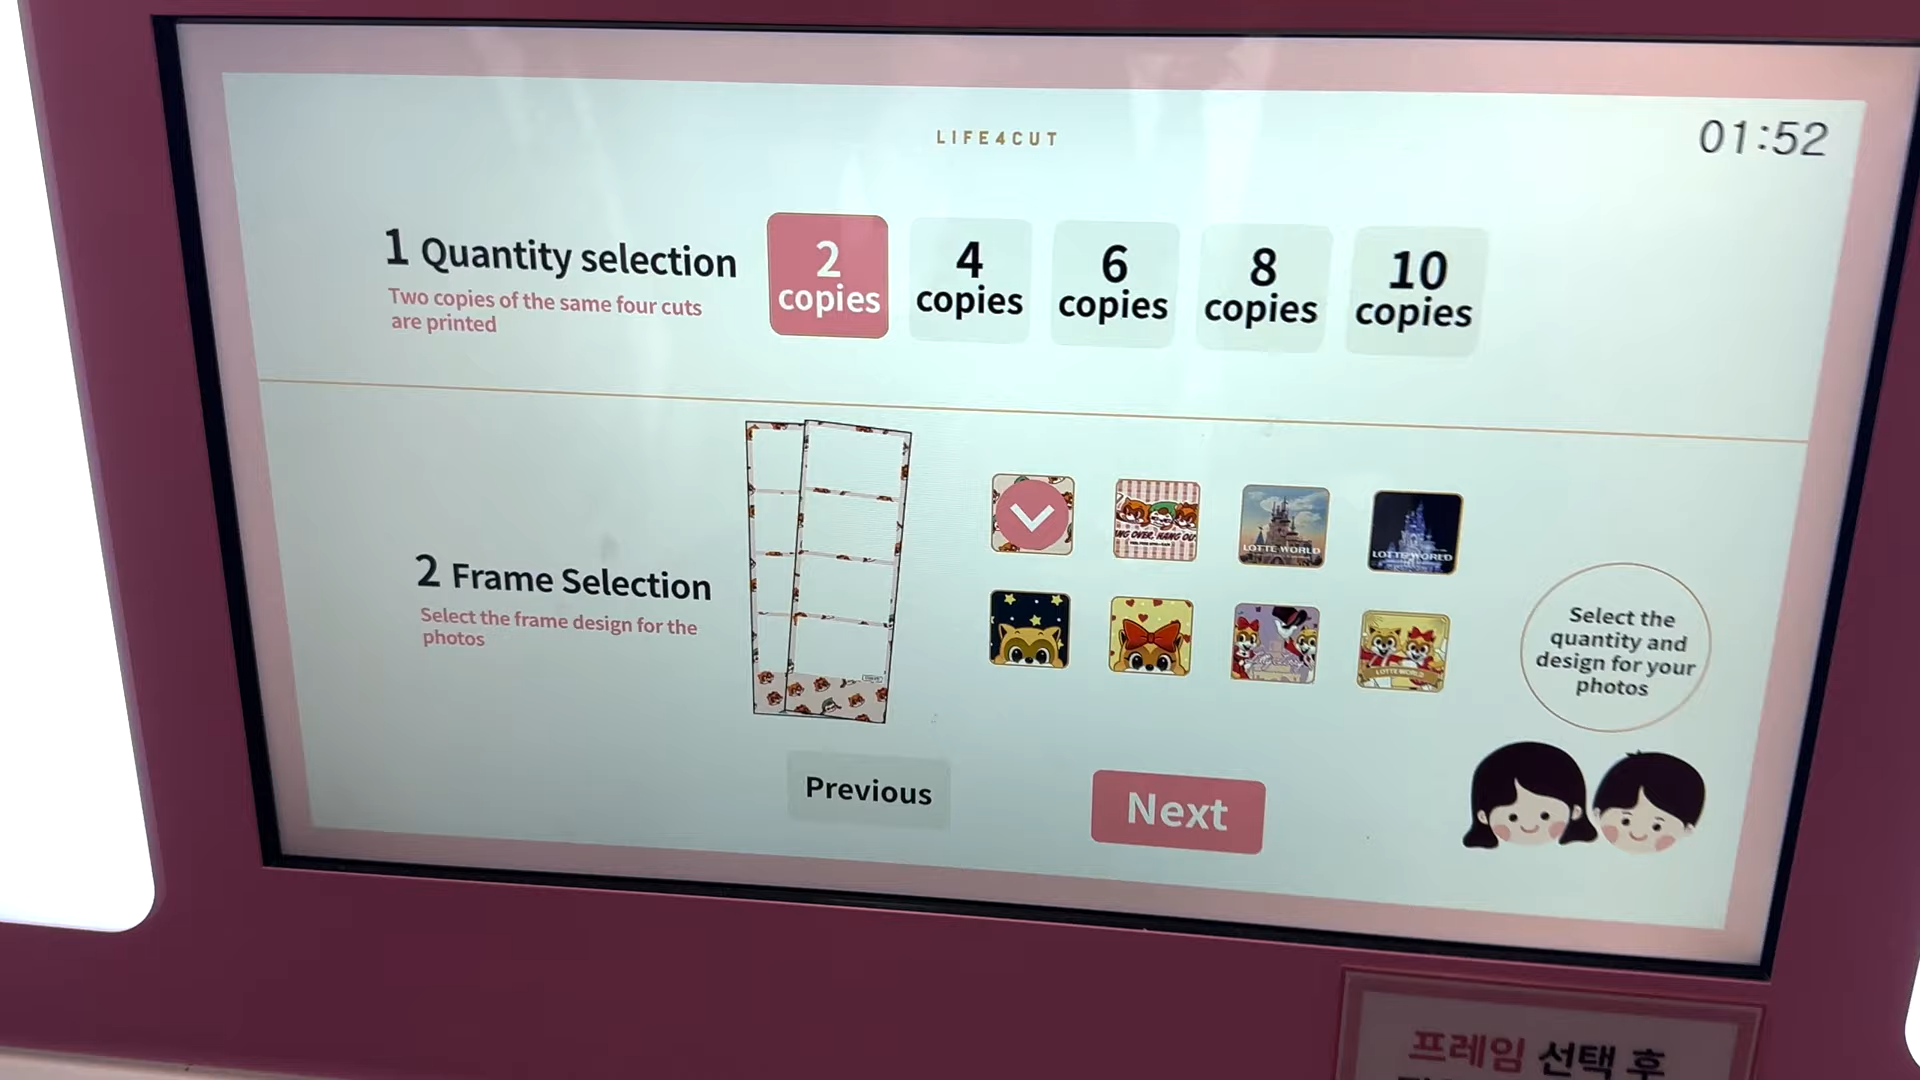 LIFE4CUT
01:52
1 Quantity selection
Two copies of the same four cuts
are printed
2
copies
4
copies
6
copies
8
copies
10
copies
2 Frame Selection
Select the frame design for the
photos
LOTTE WORLD
LOTTE WORLD
LOTTE WORLD
Select the
quantity and
design for your
photos
Previous
Next
프레임 선택 후